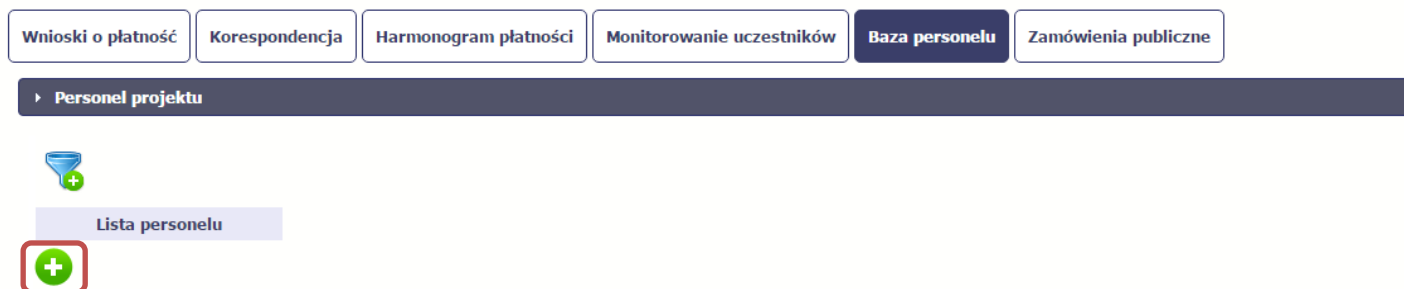 Wnioski o płatność Korespondencja Harmonogram płatności Monitorowanie uczestników Baza personelu Zamówienia publiczne
Personel projektu
Lista personelu